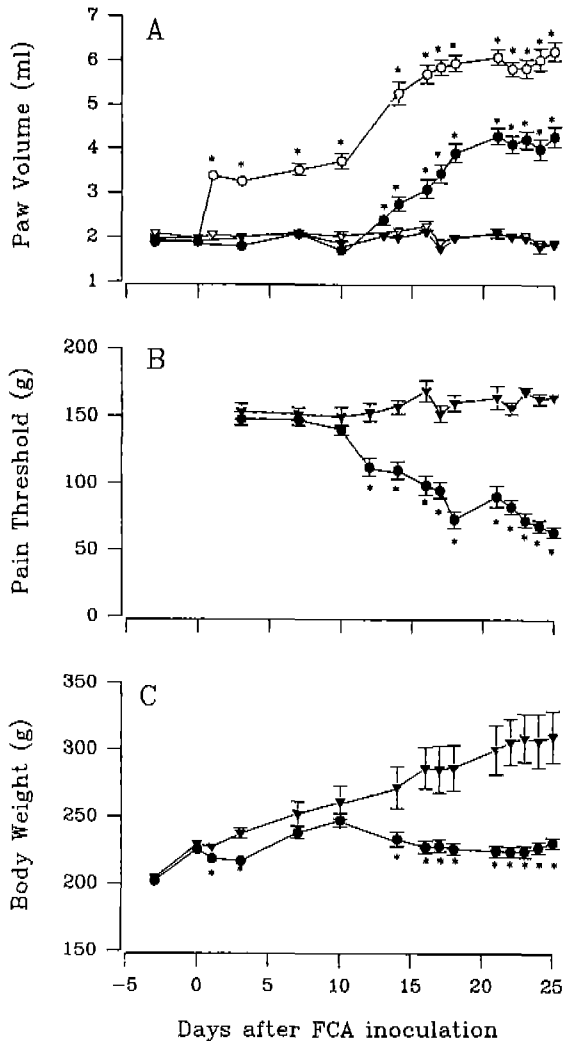 A
Paw Volume (ml)
7
6
5
4
3
2
1
* * * * * * * * * * * * * *
* * * * * * * * * * *
B
Pain Threshold (g)
200
150
100
50
0
* * * * * * * * * * *
C
Body Weight (g)
350
300
250
200
150
* * * * * * * * * * *
-5 0 5 10 15 20 25
Days after FCA inoculation